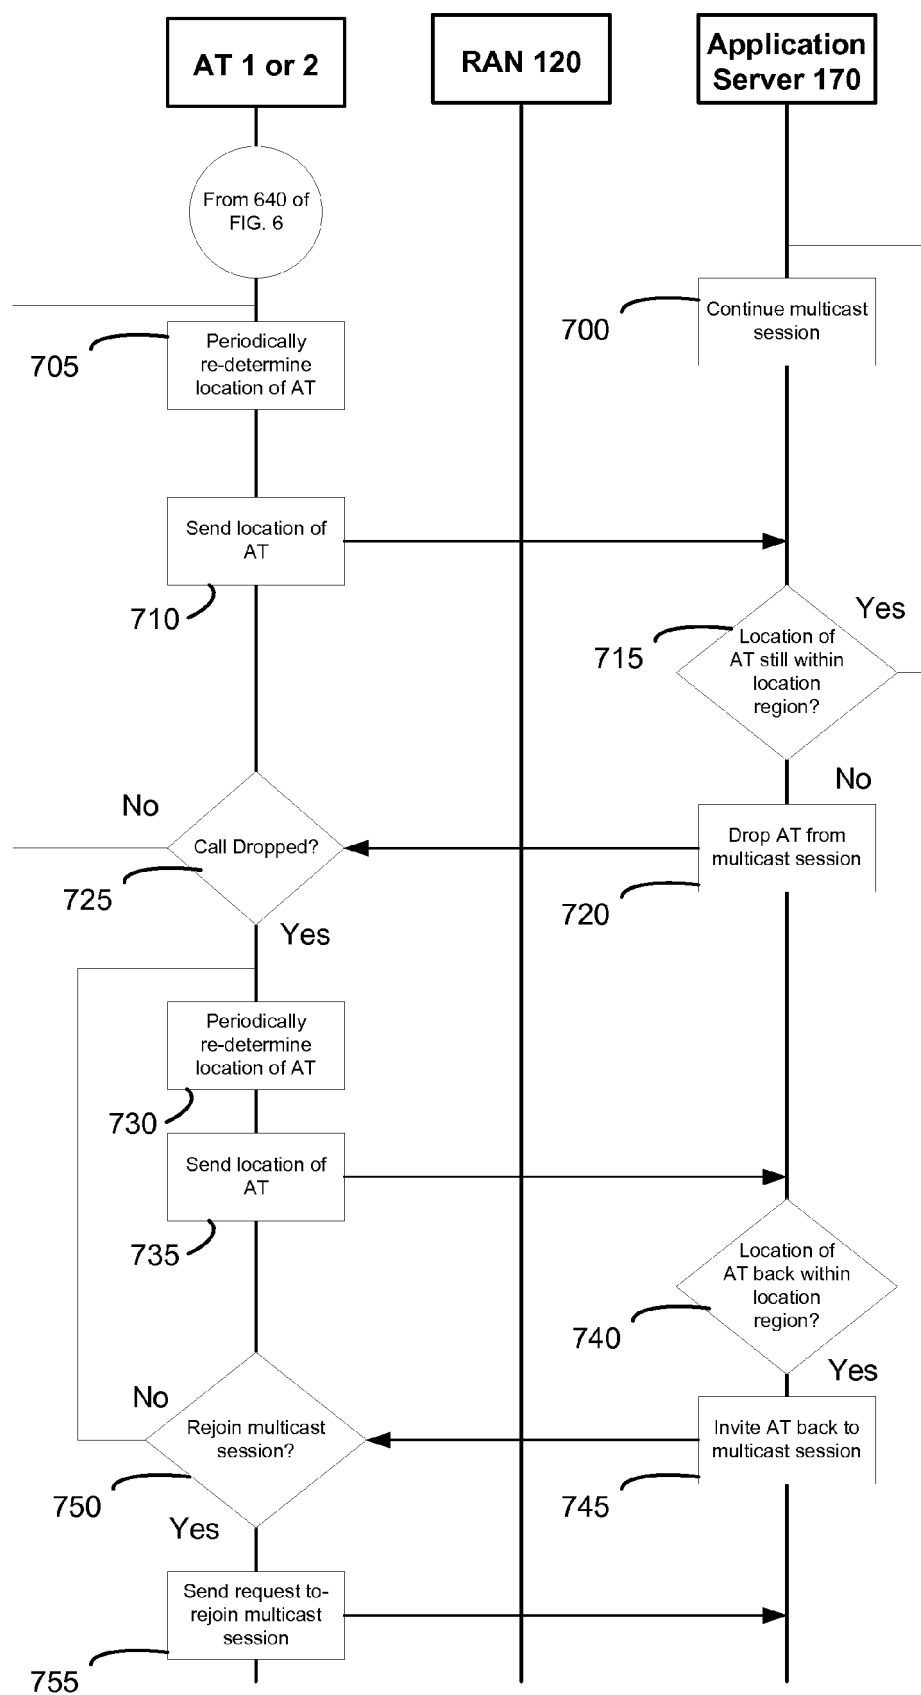 AT 1 or 2
RAN 120
Application
Server 170
From 640 of
FIG. 6
700
Continue multicast
session
705
Periodically
re-determine
location of AT
Send location of
AT
710
Yes
715
Location of
AT still within
location
region?
No
No
Call Dropped?
725
Drop AT from
multicast session
720
Yes
Periodically
re-determine
location of AT
730
Send location of
AT
735
Location of
AT back within
location
region?
740
Yes
No
Rejoin multicast
session?
750
Invite AT back to
multicast session
745
Yes
Send request to-
rejoin multicast
session
755